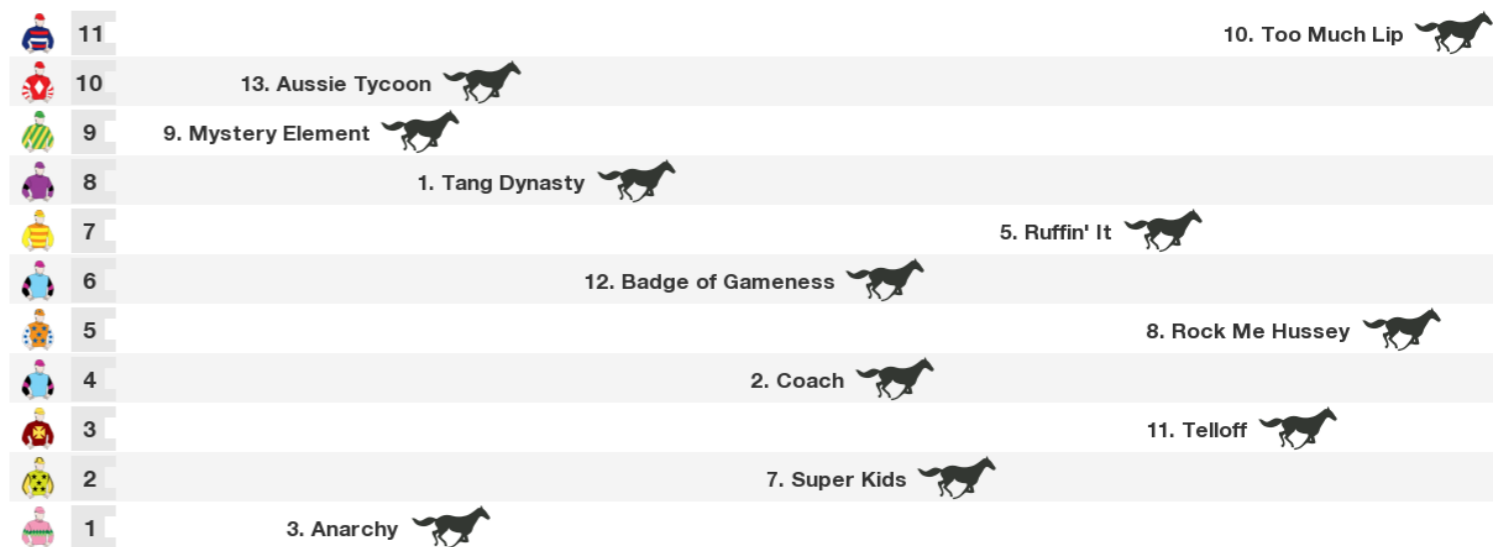 11 10. Too Much Lip
10 13. Aussie Tycoon
9 9. Mystery Element
8 1. Tang Dynasty
7 5. Ruffin' It
6 12. Badge of Gameness
5 8. Rock Me Hussey
4 2. Coach
3 11. Telloff
2 7. Super Kids
1 3. Anarchy